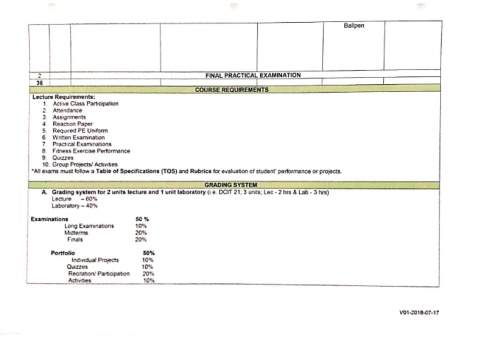 Ballpen
2 FINAL PRACTICAL EXAMINATION
36
COURSE REQUIREMENTS
Lecture Requirements:
1. Active Class Participation
2. Attendance
3. Assignments
4. Reaction Paper
5. Required PE Uniform
6. Written Examination
7. Practical Examinations
8. Fitness Exercise Performance
9. Quizzes
10. Group Projects/ Activities
*All exams must follow a Table of Specifications (TOS) and Rubrics for evaluation of student' performance or projects.
GRADING SYSTEM
A. Grading system for 2 units lecture and 1 unit laboratory (i.e. DCIT 21; 3 units; Lec - 2 hrs & Lab - 3 hrs)
Lecture – 60%
Laboratory – 40%
Examinations 50 %
Long Examinations 10%
Midterms 20%
Finals 20%
Portfolio 50%
Individual Projects 10%
Quizzes 10%
Recitation/ Participation 20%
Activities 10%
V01-2018-07-17